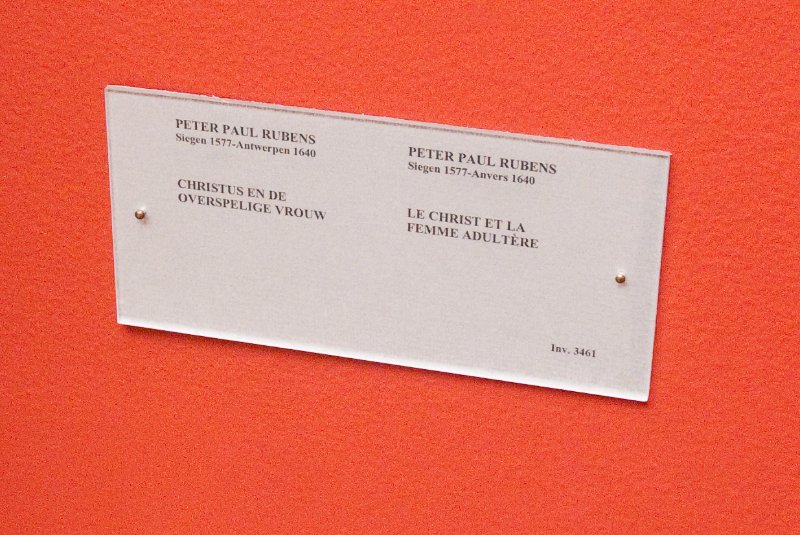 PETER PAUL RUBENS
Siegen 1577-Antwerpen 1640
CHRISTUS EN DE
OVERSPELIGE VROUW
PETER PAUL RUBENS
Siegen 1577-Anvers 1640
LE CHRIST ET LA
FEMME ADULTÈRE
Inv. 3461